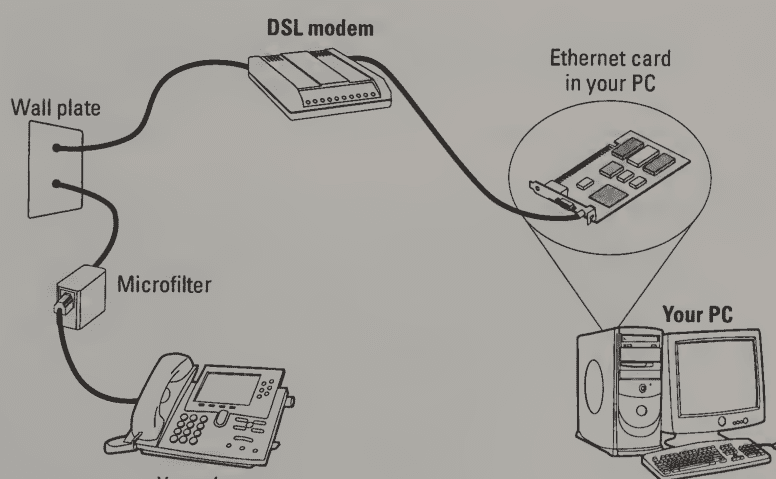 DSL modem
Ethernet card
in your PC
Wall plate
Microfilter
Your PC